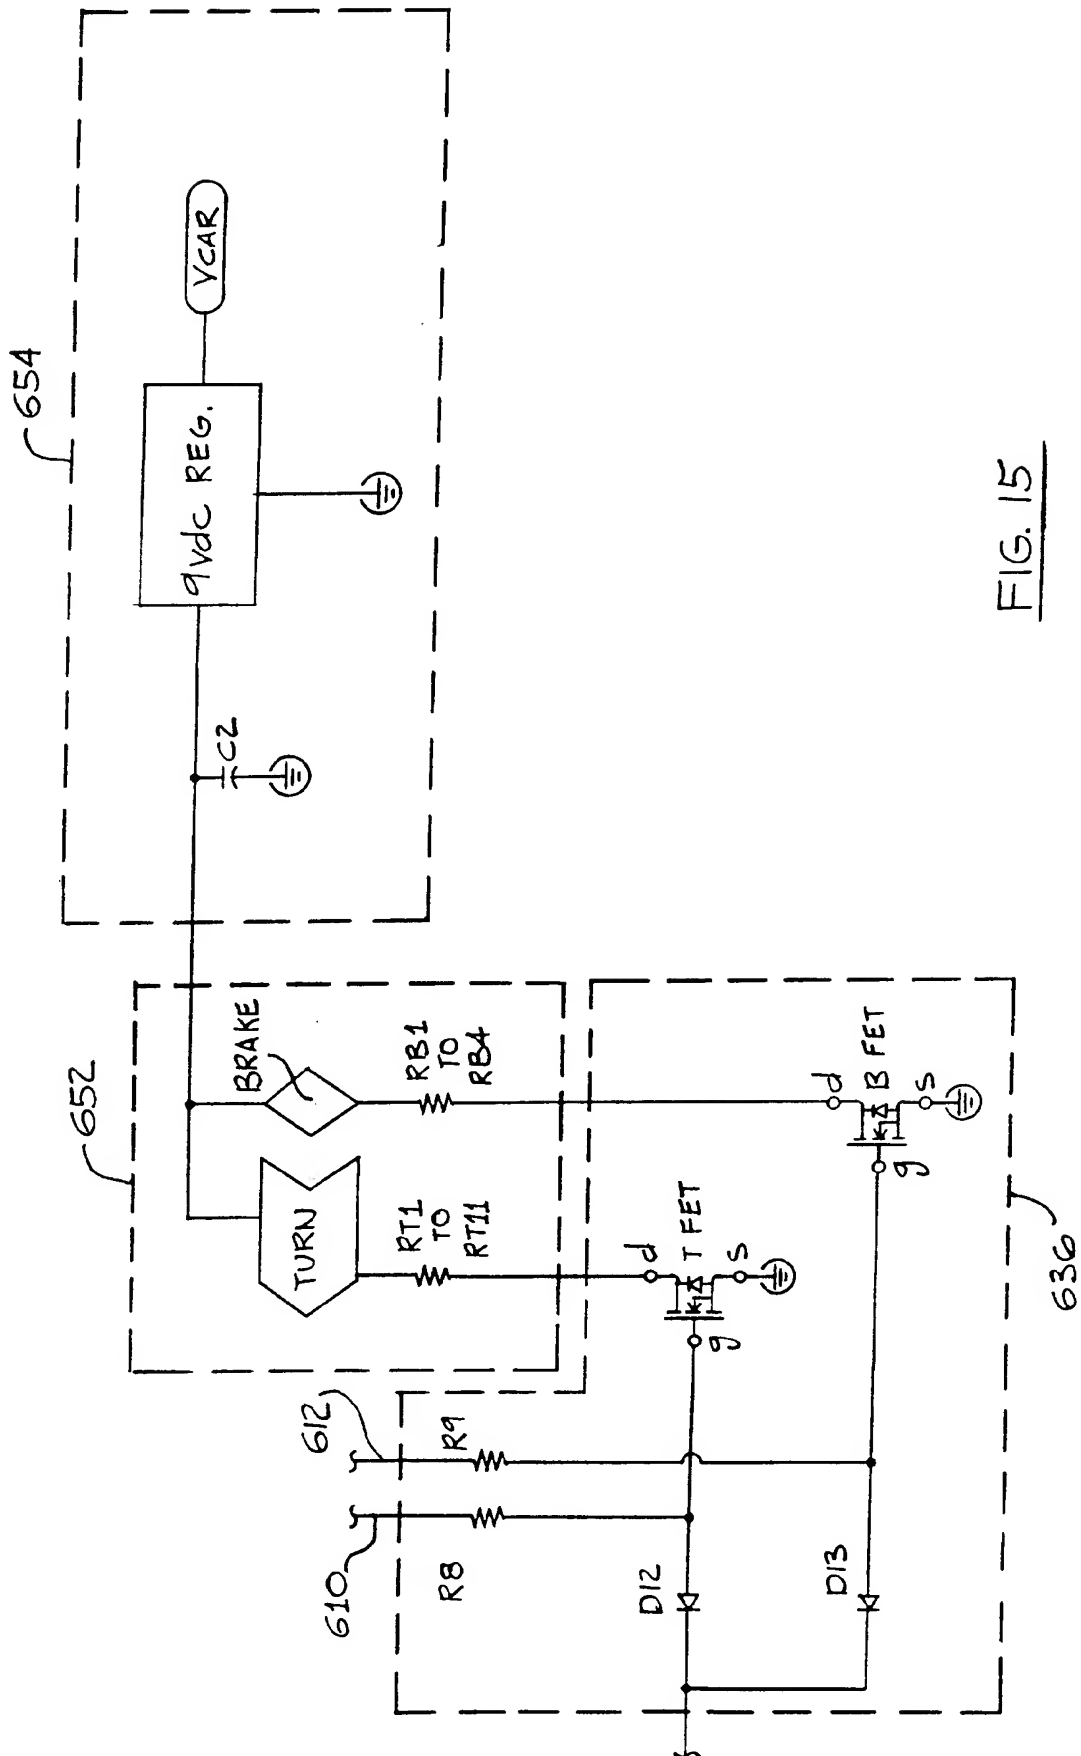 654
VCAR
9Vdc REG.
C2
652
BRAKE
TURN
RB1
TO
RB4
RT1
TO
RT11
d
B FET
s
g
d
T FET
s
g
636
612
610
R9
R8
D12
D13
FIG. 15